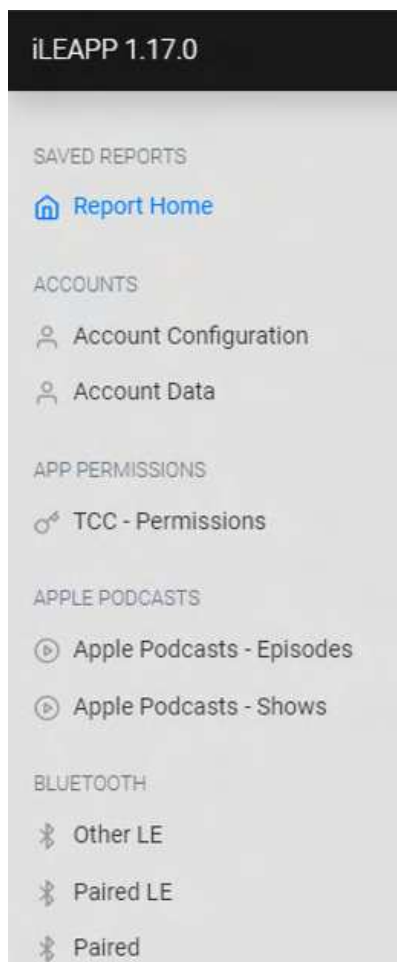 iLEAPP 1.17.0
SAVED REPORTS
Report Home
ACCOUNTS
Account Configuration
Account Data
APP PERMISSIONS
TCC - Permissions
APPLE PODCASTS
Apple Podcasts - Episodes
Apple Podcasts - Shows
BLUETOOTH
Other LE
Paired LE
Paired